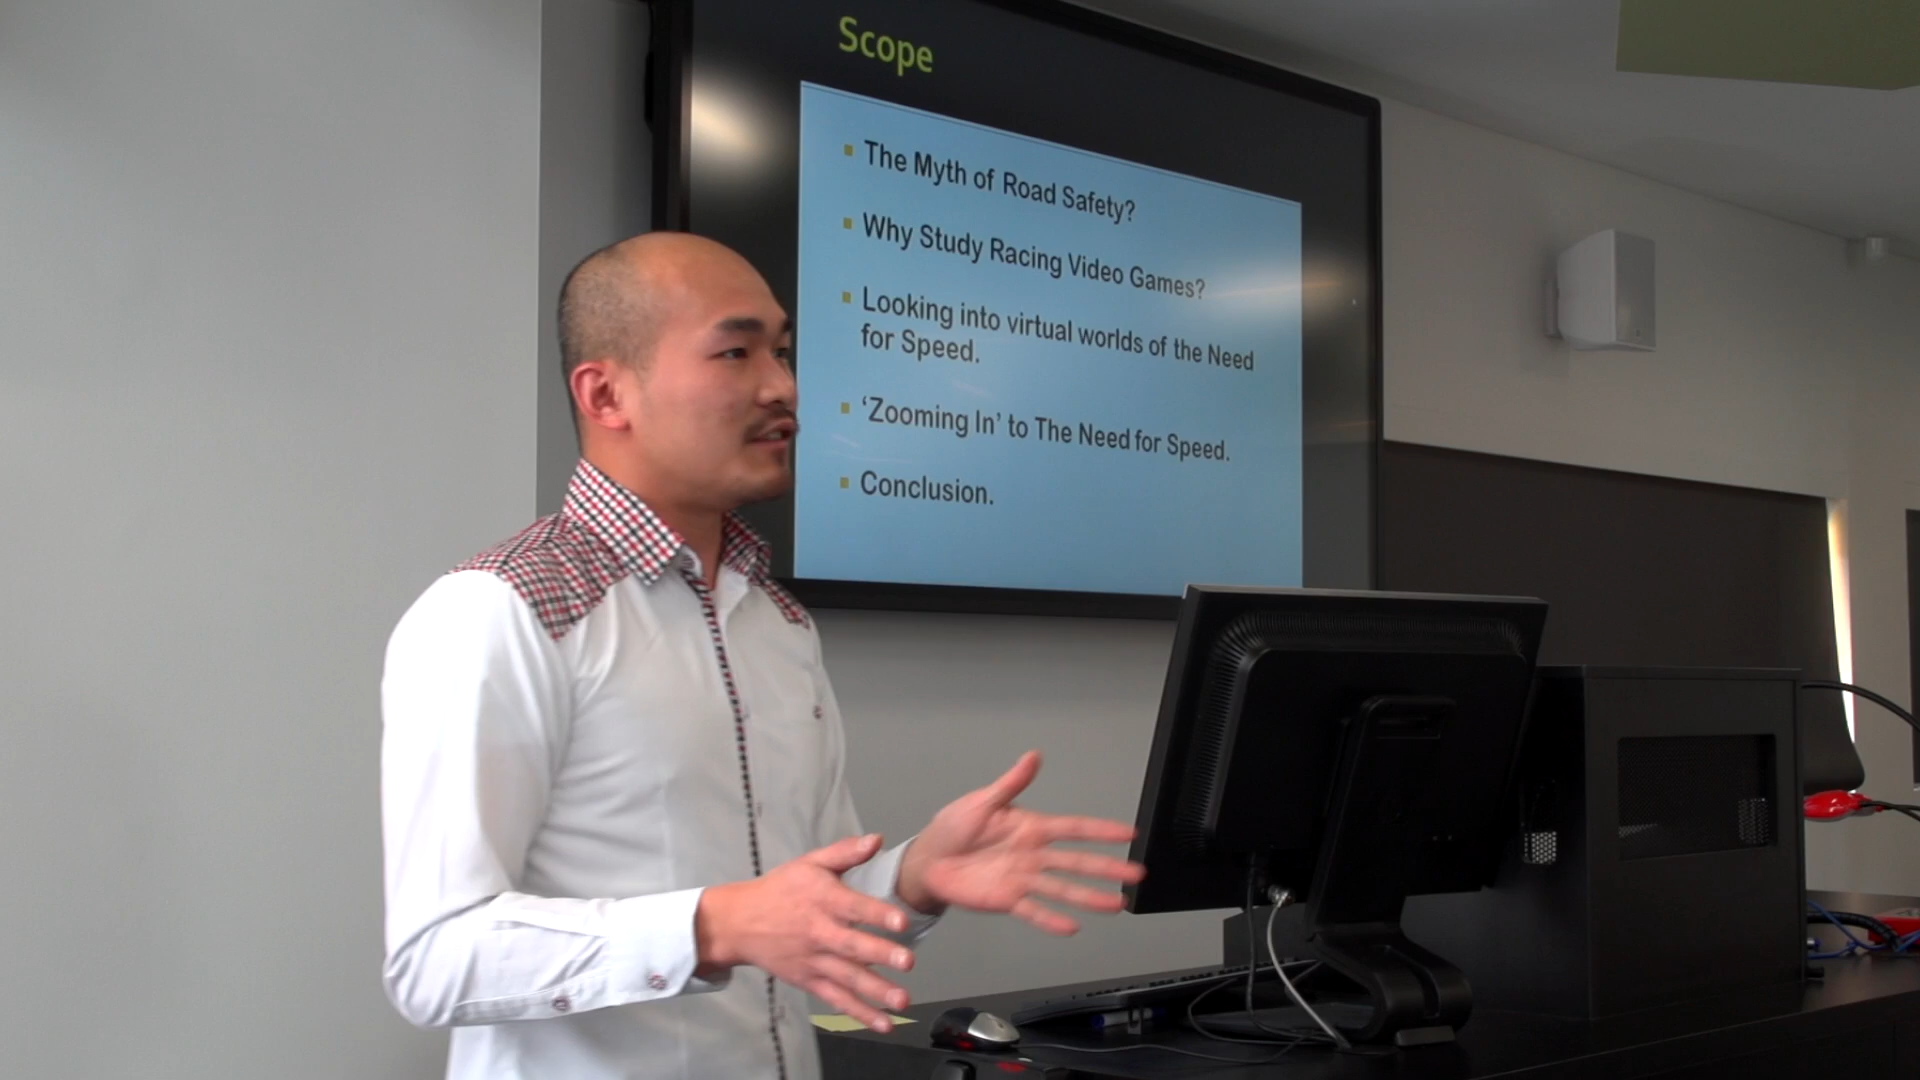 Scope
The Myth of Road Safety?
Why Study Racing Video Games?
Looking into virtual worlds of the Need
for Speed.
‘Zooming In’ to The Need for Speed.
Conclusion.